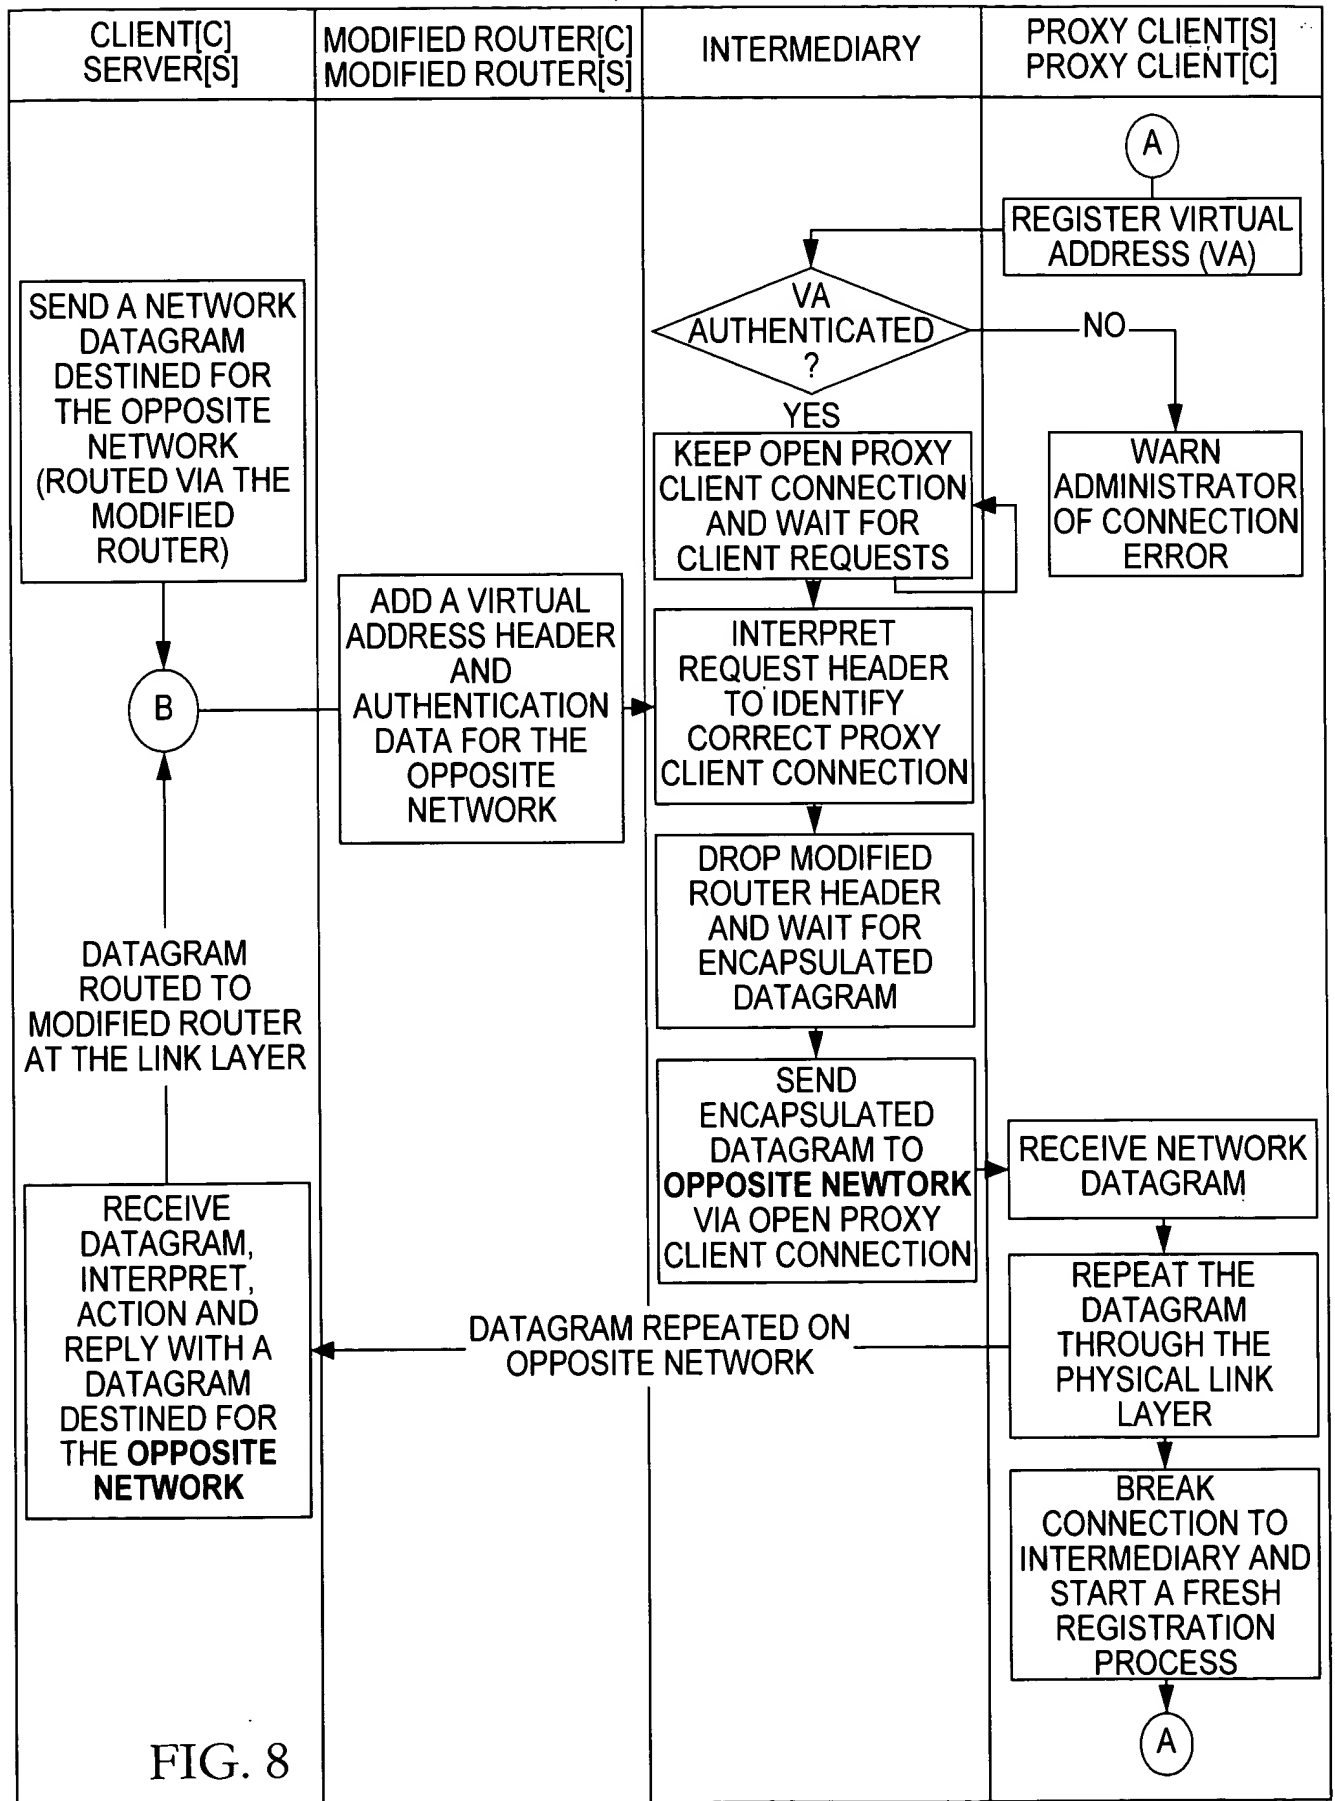 CLIENT[C]
SERVER[S]
MODIFIED ROUTER[C]
MODIFIED ROUTER[S]
INTERMEDIARY
PROXY CLIENT[S]
PROXY CLIENT[C]
A
REGISTER VIRTUAL
ADDRESS (VA)
VA
AUTHENTICATED
?
NO
YES
WARN
ADMINISTRATOR
OF CONNECTION
ERROR
KEEP OPEN PROXY
CLIENT CONNECTION
AND WAIT FOR
CLIENT REQUESTS
SEND A NETWORK
DATAGRAM
DESTINED FOR
THE OPPOSITE
NETWORK
(ROUTED VIA THE
MODIFIED
ROUTER)
B
ADD A VIRTUAL
ADDRESS HEADER
AND
AUTHENTICATION
DATA FOR THE
OPPOSITE
NETWORK
INTERPRET
REQUEST HEADER
TO IDENTIFY
CORRECT PROXY
CLIENT CONNECTION
DROP MODIFIED
ROUTER HEADER
AND WAIT FOR
ENCAPSULATED
DATAGRAM
SEND
ENCAPSULATED
DATAGRAM TO
OPPOSITE NEWTORK
VIA OPEN PROXY
CLIENT CONNECTION
RECEIVE NETWORK
DATAGRAM
REPEAT THE
DATAGRAM
THROUGH THE
PHYSICAL LINK
LAYER
DATAGRAM REPEATED ON
OPPOSITE NETWORK
RECEIVE
DATAGRAM,
INTERPRET,
ACTION AND
REPLY WITH A
DATAGRAM
DESTINED FOR
THE OPPOSITE
NETWORK
DATAGRAM
ROUTED TO
MODIFIED ROUTER
AT THE LINK LAYER
BREAK
CONNECTION TO
INTERMEDIARY AND
START A FRESH
REGISTRATION
PROCESS
A
FIG. 8